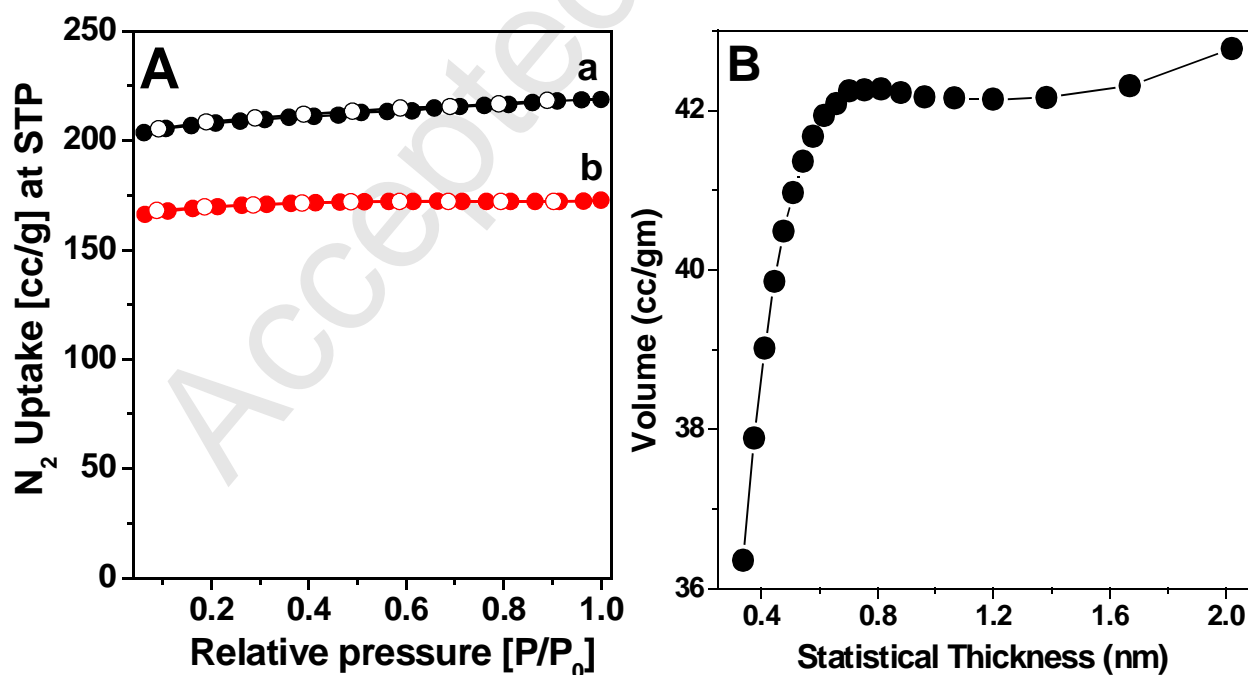 A
a
b
250
200
150
100
50
0
N2 Uptake [cc/g] at STP
0.2 0.4 0.6 0.8 1.0
Relative pressure [P/P0]
B
42
40
38
36
Volume (cc/gm)
0.4 0.8 1.2 1.6 2.0
Statistical Thickness (nm)
Accepted